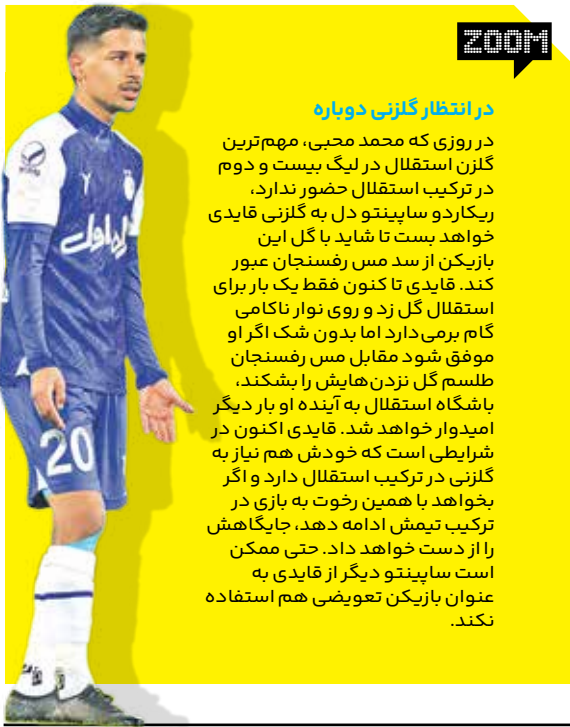 ZOOM
در انتظار گلزنی دوباره
در روزی که محمد محبی، مهم‌ترین
گلزن استقلال در لیگ بیست و دوم
در ترکیب استقلال حضور ندارد،
ریکاردو ساپینتو دل به گلزنی قایدی
خواهد بست تا شاید با گل این
بازیکن از سد مس رفسنجان عبور
کند. قایدی تا کنون فقط یک بار برای
استقلال گل زد و روی نوار ناکامی
گام برمی‌دارد اما بدون شک اگر او
موفق شود مقابل مس رفسنجان
طلسم گل نزدن‌هایش را بشکند،
باشگاه استقلال به آینده او بار دیگر
امیدوار خواهد شد. قایدی اکنون در
شرایطی است که خودش هم نیاز به
گلزنی در ترکیب استقلال دارد و اگر
بخواهد با همین رخوت به بازی در
ترکیب تیمش ادامه دهد، جایگاهش
را از دست خواهد داد. حتی ممکن
است ساپینتو دیگر از قایدی به
عنوان بازیکن تعویضی هم استفاده
نکند.
همراه اول
20